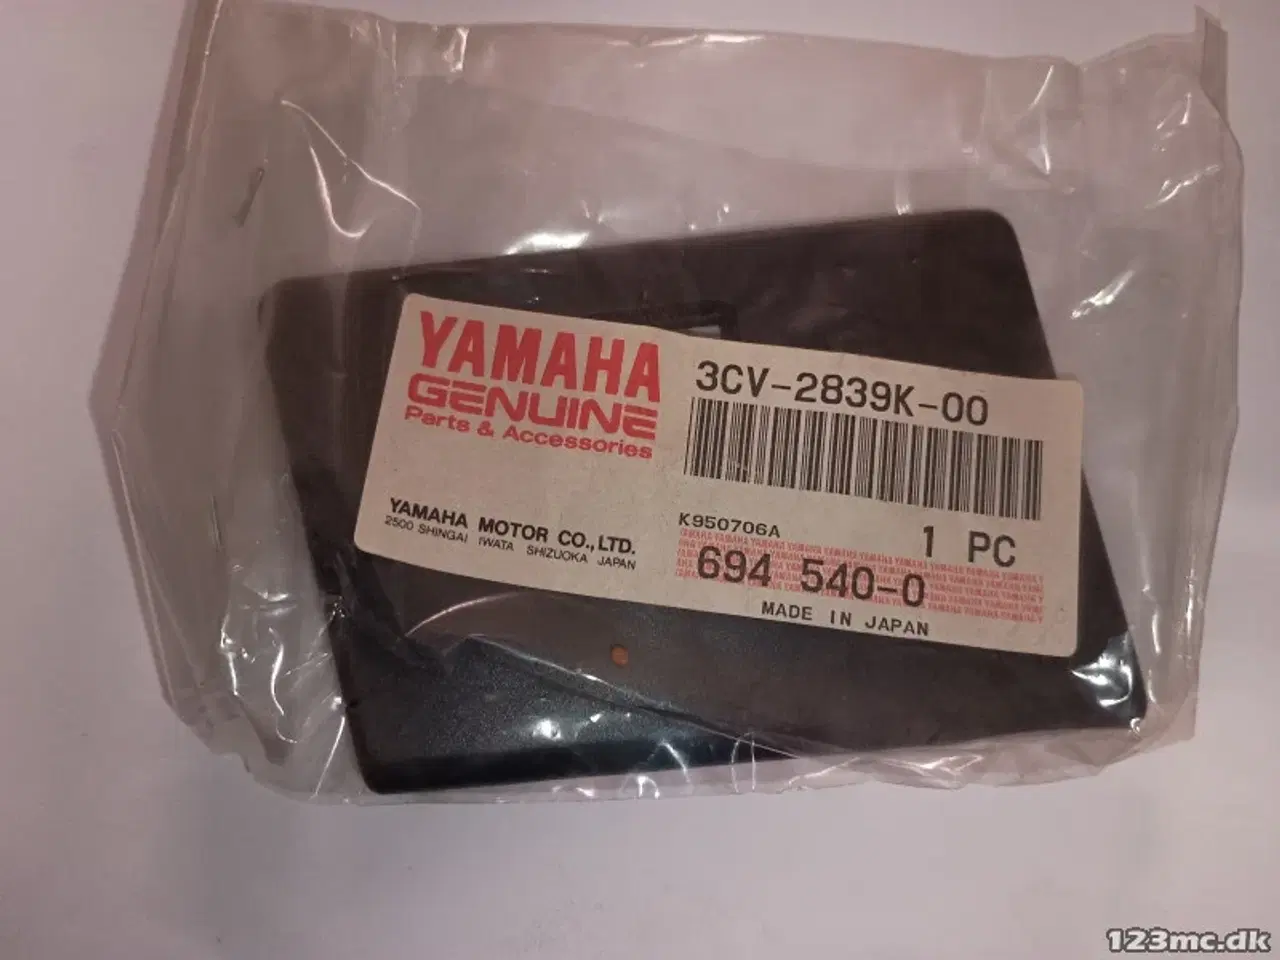 YAMAHA
GENUINE
Parts & Accessories
YAMAHA MOTOR CO., LTD.
2500 SHINGAI IWATA SHIZUOKA JAPAN
3CV-2839K-00
K950706A
1 PC
694 540-0
MADE IN JAPAN
123mc.dk